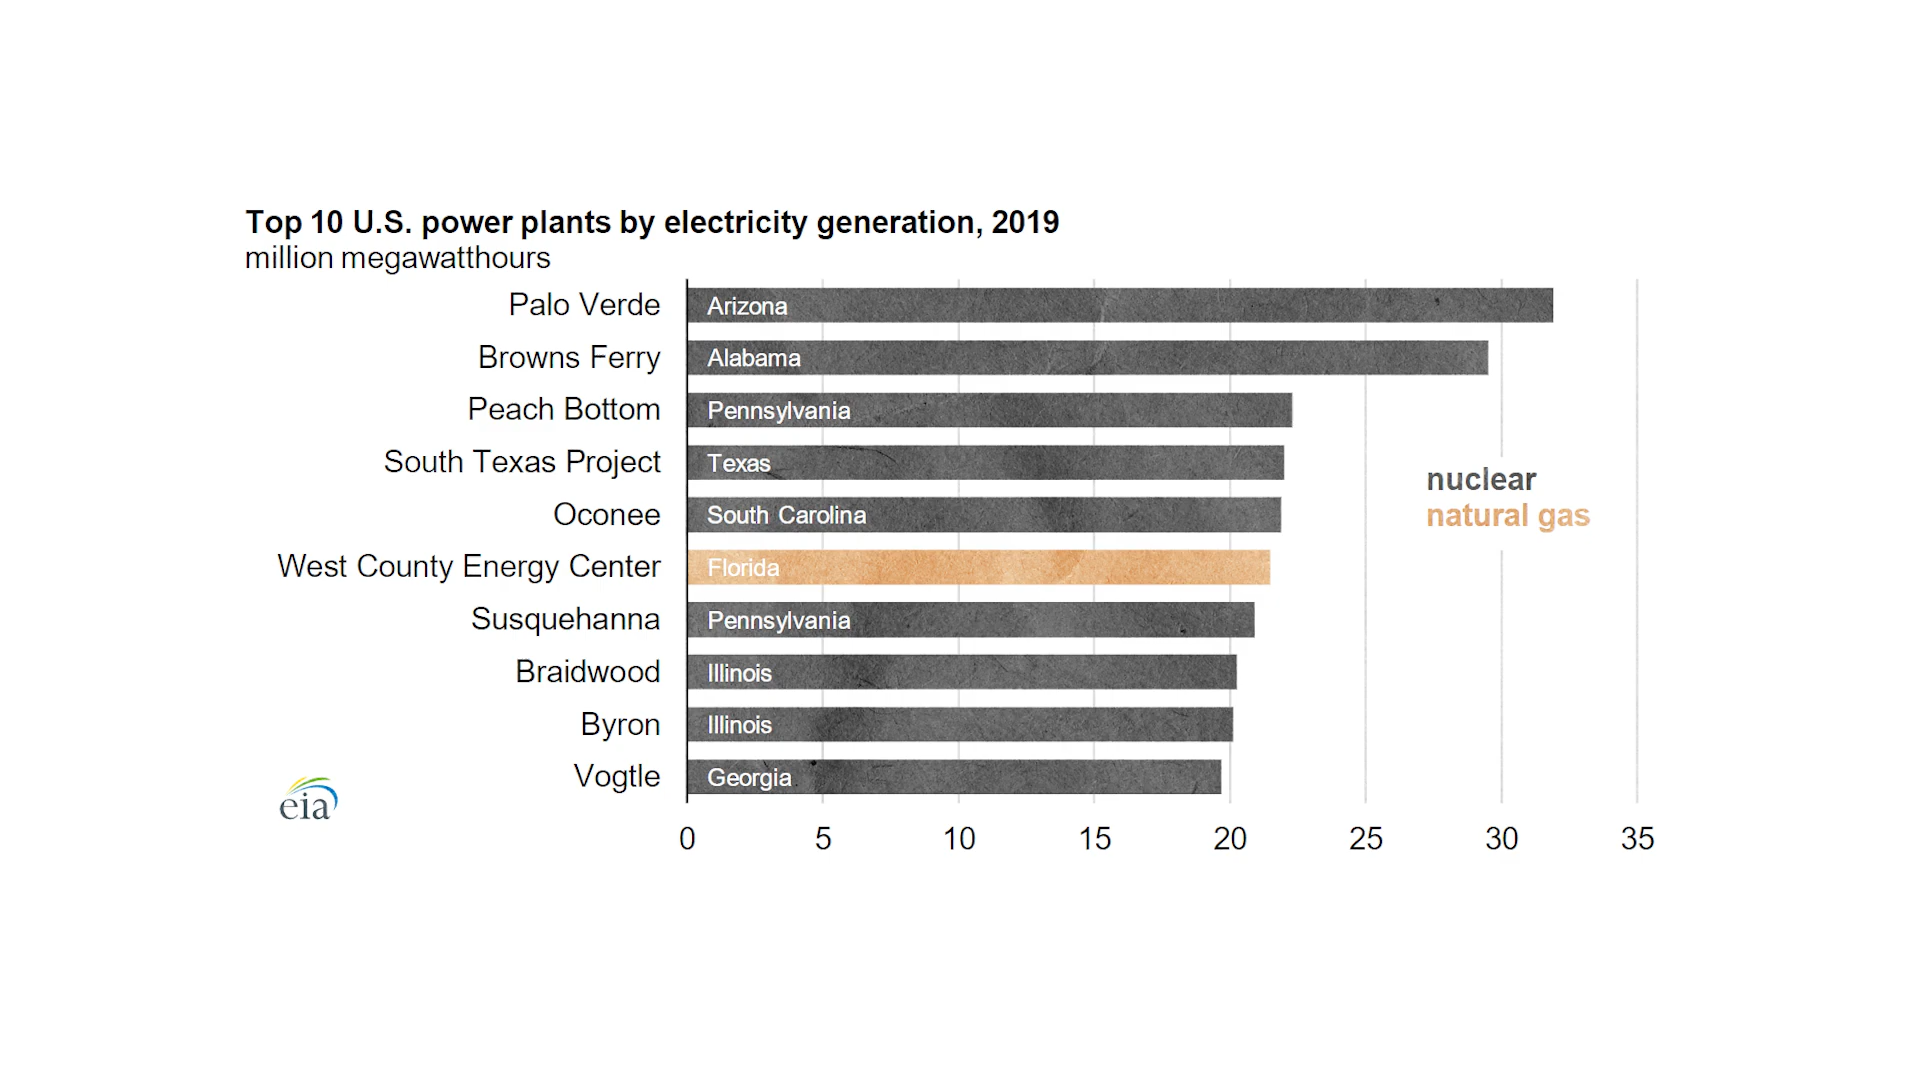 Top 10 U.S. power plants by electricity generation, 2019
million megawatthours
Palo Verde Arizona
Browns Ferry Alabama
Peach Bottom Pennsylvania
South Texas Project Texas
Oconee South Carolina
West County Energy Center Florida
Susquehanna Pennsylvania
Braidwood Illinois
Byron Illinois
Vogtle Georgia
nuclear
natural gas
eia
0 5 10 15 20 25 30 35